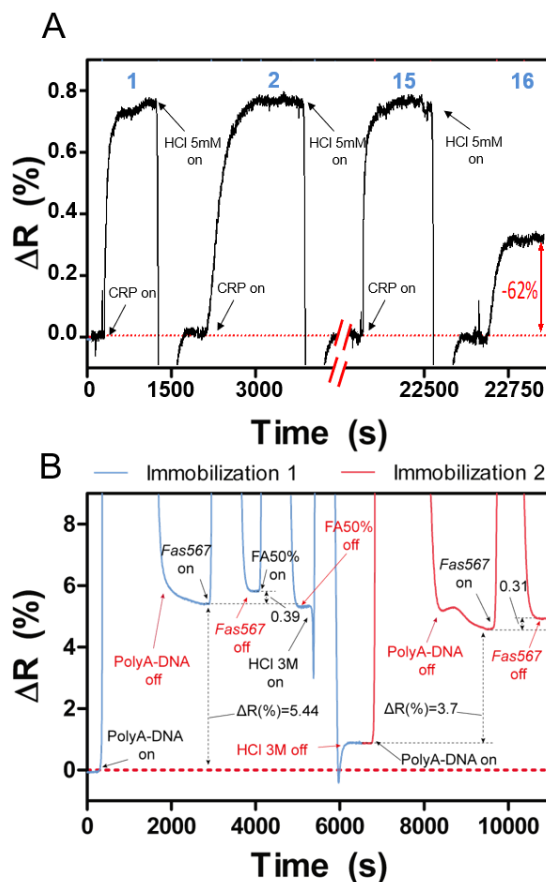 A
1 2 15 16
0.8
HCl 5mM
on
HCl 5mM
on
HCl 5mM
on
0.6
ΔR (%)
0.4
CRP on
CRP on
CRP on
-62%
0.2
0.0
0 1500 3000 22500 22750
Time (s)
B
Immobilization 1 Immobilization 2
8
Fas567
on
FA50%
on
FA50%
off
Fas567
on
0.31
6
PolyA-DNA
off
Fas567
off
0.39
HCl 3M
on
PolyA-DNA
off
Fas567
off
ΔR (%)
4
ΔR(%)=5.44
ΔR(%)=3.7
2
PolyA-DNA
on
HCl 3M off
PolyA-DNA on
0
0 2000 4000 6000 8000 10000
Time (s)